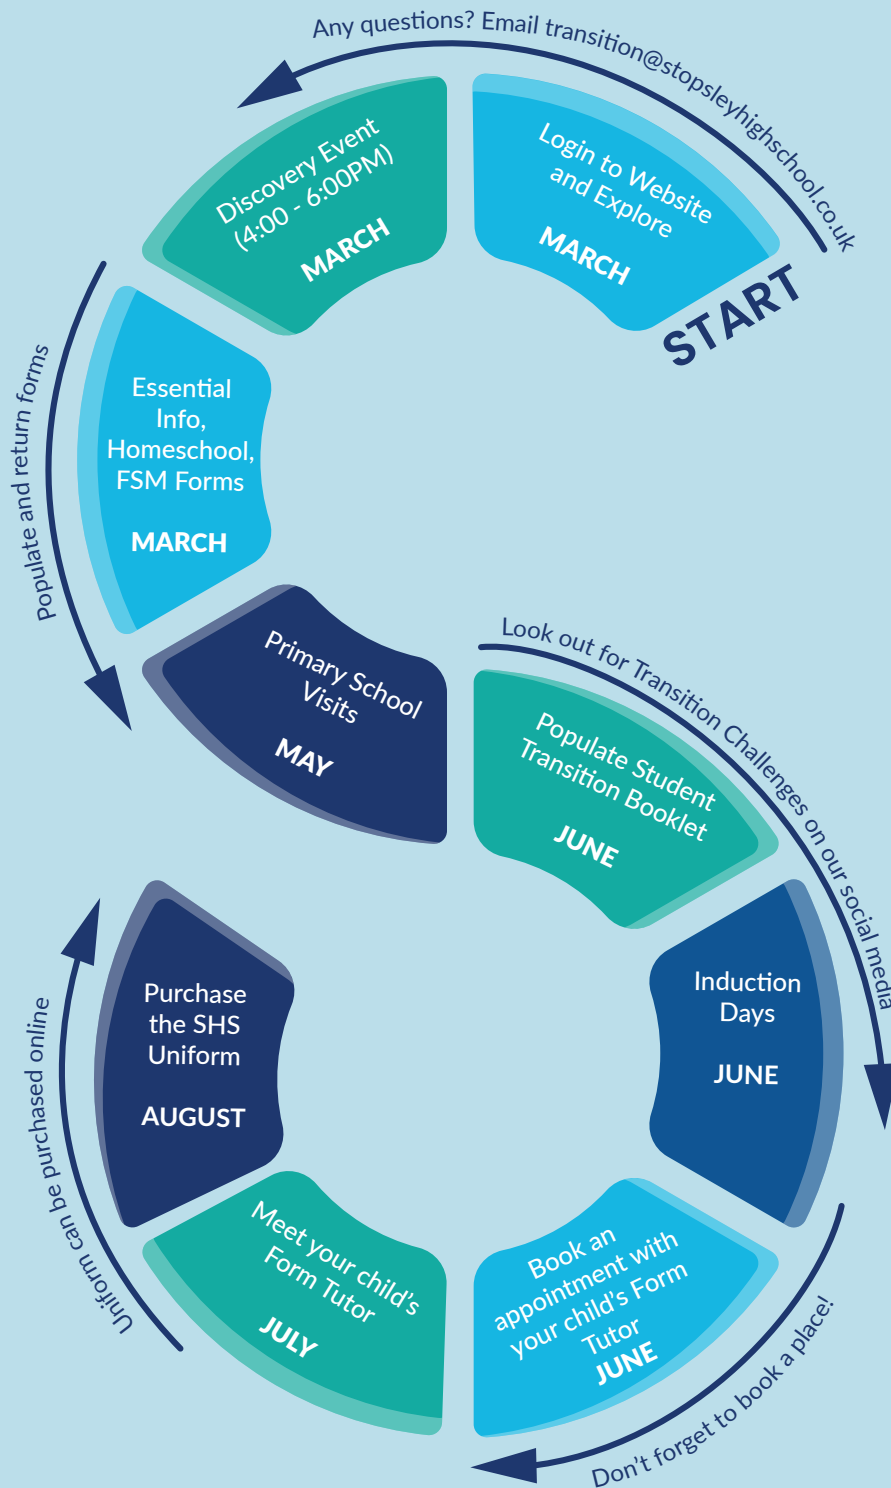 Any questions? Email transition@stopsleyhighschool.co.uk
START
Login to Website
and Explore
MARCH
Discovery Event
(4:00 - 6:00PM)
MARCH
Populate and return forms
Essential
Info,
Homeschool,
FSM Forms
MARCH
Primary School
Visits
MAY
Look out for Transition Challenges on our social media
Populate Student
Transition Booklet
JUNE
Induction
Days
JUNE
Don't forget to book a place!
Book an
appointment with
your child's Form
Tutor
JUNE
Meet your child's
Form Tutor
JULY
Uniform can be purchased online
Purchase
the SHS
Uniform
AUGUST